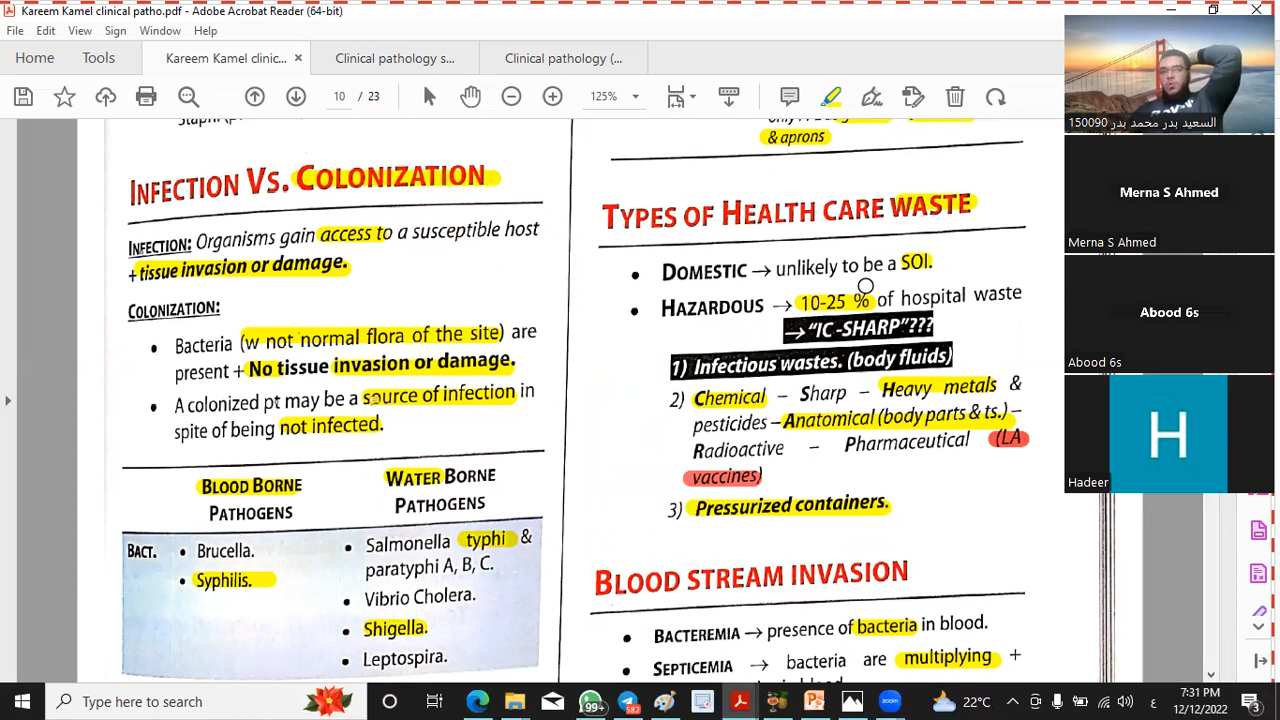 Kareem Kamel clinical patho.pdf - Adobe Acrobat Reader (64-bit)
File Edit View Sign Window Help
Home Tools Kareem Kamel clinic... × Clinical pathology s... Clinical pathology (...
10 / 23 125%
& aprons
INFECTION VS. COLONIZATION
INFECTION: Organisms gain access to a susceptible host
+ tissue invasion or damage.
COLONIZATION:
• Bacteria (w not normal flora of the site) are
present + No tissue invasion or damage.
• A colonized pt may be a source of infection in
spite of being not infected.
BLOOD BORNE
PATHOGENS
WATER BORNE
PATHOGENS
BACT.
• Brucella.
• Syphilis.
• Salmonella typhi &
paratyphi A, B, C.
• Vibrio Cholera.
• Shigella.
• Leptospira.
TYPES OF HEALTH CARE WASTE
• DOMESTIC → unlikely to be a SOI.
• HAZARDOUS → 10-25 % of hospital waste
→ "IC -SHARP"???
1) Infectious wastes. (body fluids)
2) Chemical – Sharp – Heavy metals &
pesticides – Anatomical (body parts & ts.) –
Radioactive – Pharmaceutical (LA
vaccines)
3) Pressurized containers.
BLOOD STREAM INVASION
• BACTEREMIA → presence of bacteria in blood.
• SEPTICEMIA → bacteria are multiplying +
السعيد بدر محمد بدر 150090
Merna S Ahmed
Merna S Ahmed
Abood 6s
Abood 6s
H
Hadeer
Type here to search
99+
582
zoom
22°C
ع
7:31 PM
12/12/2022
3